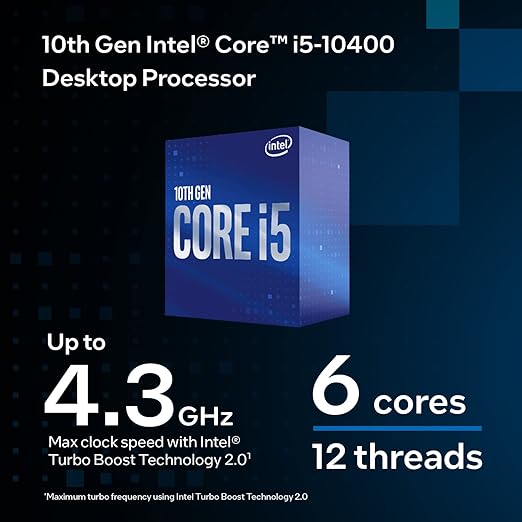 10th Gen Intel® Core™ i5-10400
Desktop Processor
intel
10TH GEN
CORE i5
Up to
4.3 GHz
Max clock speed with Intel®
Turbo Boost Technology 2.0¹
6 cores
12 threads
¹Maximum turbo frequency using Intel Turbo Boost Technology 2.0